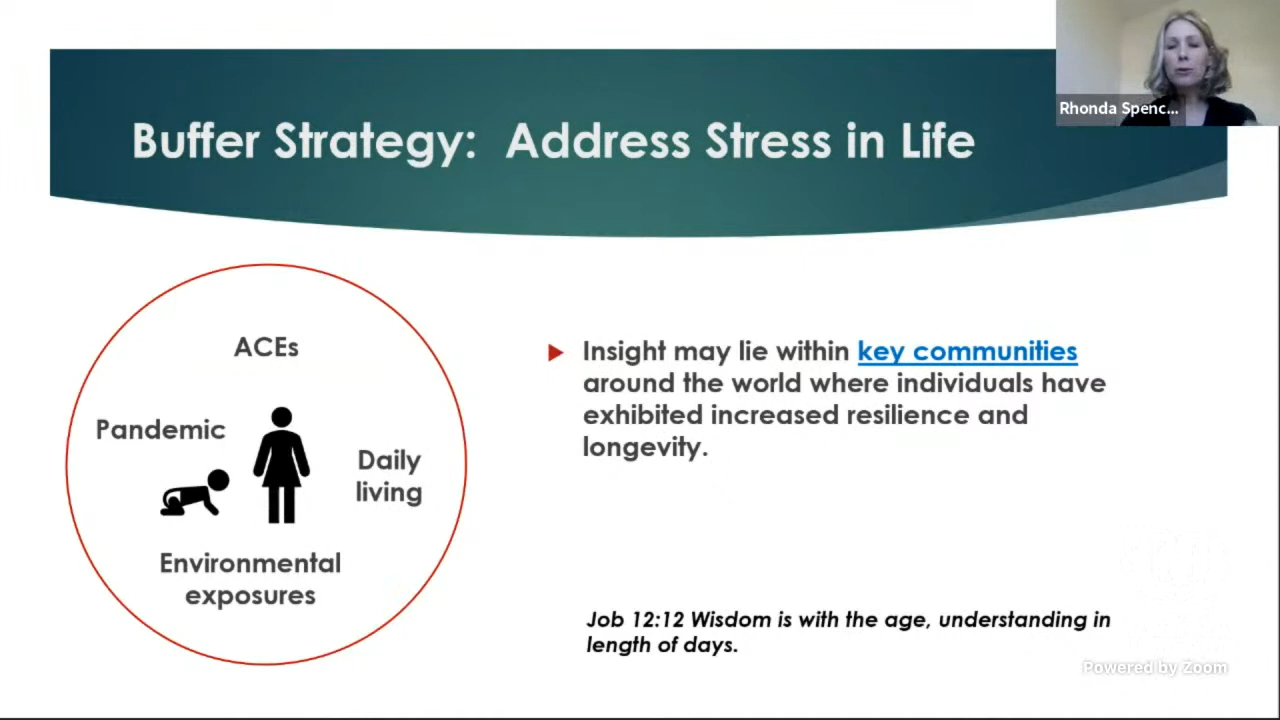 Rhonda Spenc...
Buffer Strategy: Address Stress in Life
ACEs
Pandemic
Daily
living
Environmental
exposures
Insight may lie within key communities
around the world where individuals have
exhibited increased resilience and
longevity.
Job 12:12 Wisdom is with the age, understanding in
length of days.
Powered by Zoom